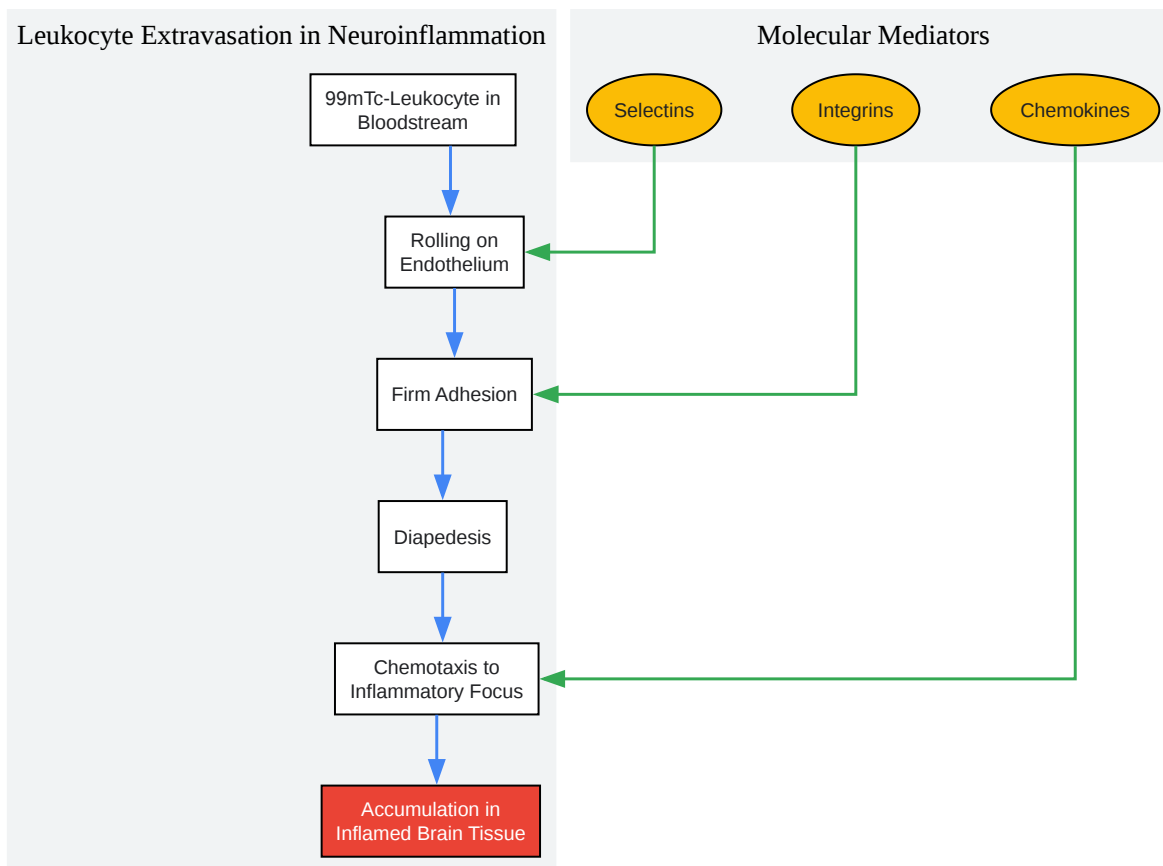 Leukocyte Extravasation in Neuroinflammation
Molecular Mediators
99mTc-Leukocyte in
Bloodstream
Selectins
Integrins
Chemokines
Rolling on
Endothelium
Firm Adhesion
Diapedesis
Chemotaxis to
Inflammatory Focus
Accumulation in
Inflamed Brain Tissue